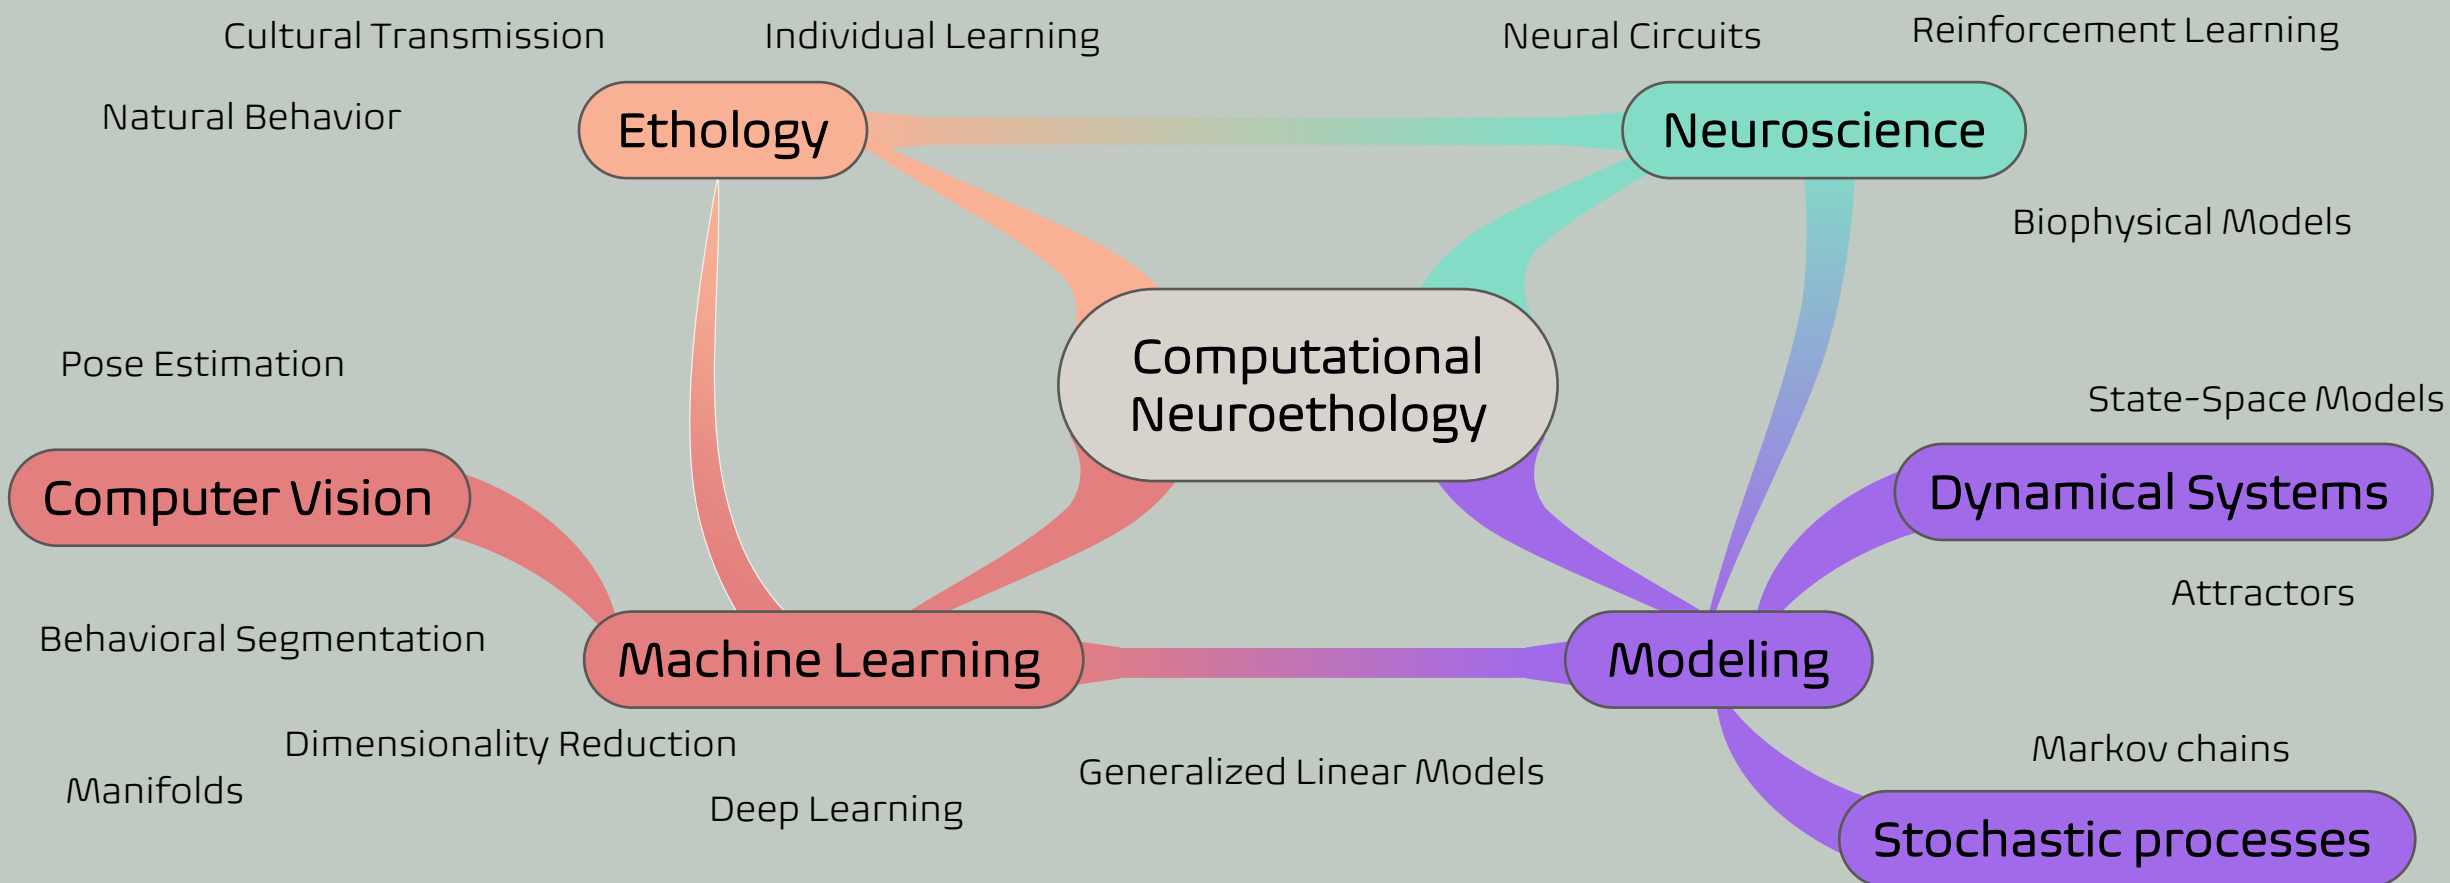 Cultural Transmission
Individual Learning
Neural Circuits
Reinforcement Learning
Natural Behavior
Ethology
Neuroscience
Biophysical Models
Computational
Neuroethology
Pose Estimation
State-Space Models
Computer Vision
Dynamical Systems
Attractors
Behavioral Segmentation
Machine Learning
Modeling
Dimensionality Reduction
Markov chains
Manifolds
Generalized Linear Models
Deep Learning
Stochastic processes